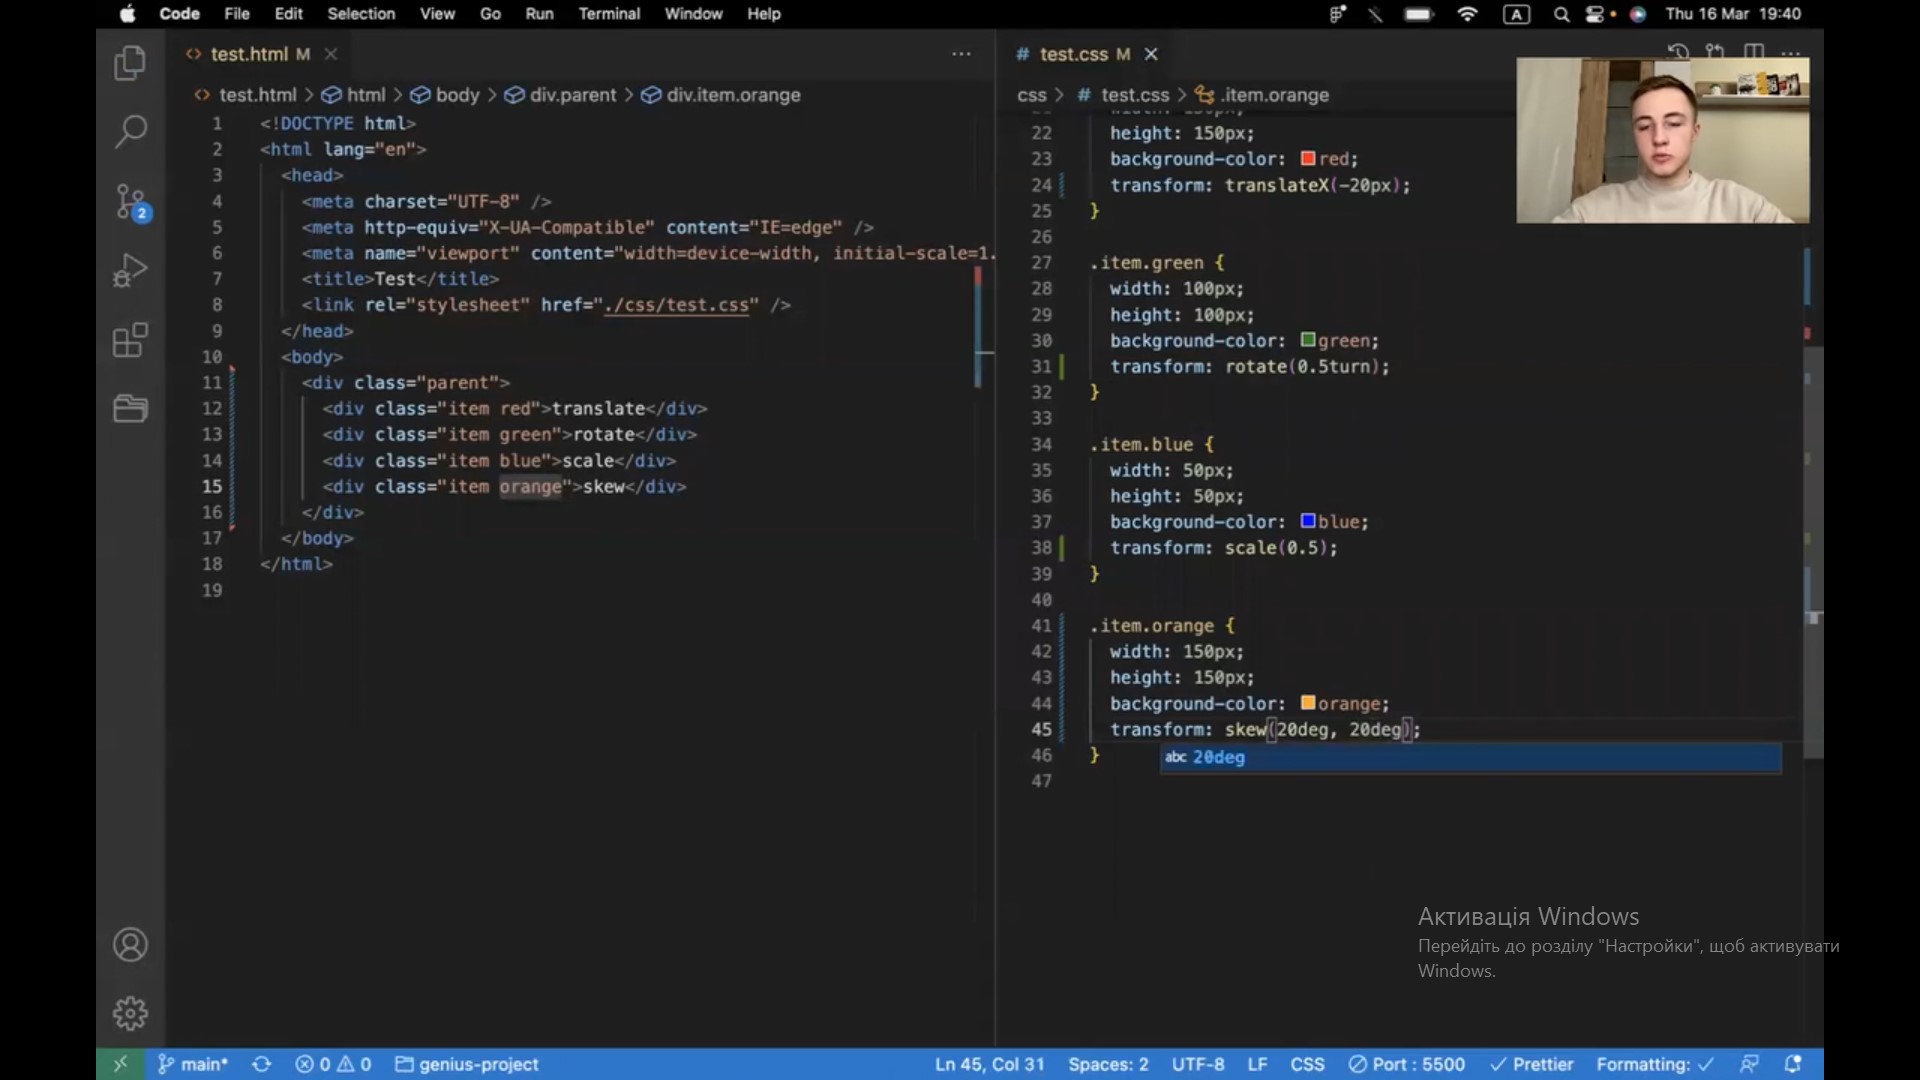 Code File Edit Selection View Go Run Terminal Window Help A Thu 16 Mar 19:40
test.html M
test.html > html > body > div.parent > div.item.orange
1 <!DOCTYPE html>
2 <html lang="en">
3 <head>
4 <meta charset="UTF-8" />
5 <meta http-equiv="X-UA-Compatible" content="IE=edge" />
6 <meta name="viewport" content="width=device-width, initial-scale=1.
7 <title>Test</title>
8 <link rel="stylesheet" href="./css/test.css" />
9 </head>
10 <body>
11 <div class="parent">
12 <div class="item red">translate</div>
13 <div class="item green">rotate</div>
14 <div class="item blue">scale</div>
15 <div class="item orange">skew</div>
16 </div>
17 </body>
18 </html>
19
# test.css M
css > # test.css > .item.orange
22 height: 150px;
23 background-color: red;
24 transform: translateX(-20px);
25 }
26
27 .item.green {
28 width: 100px;
29 height: 100px;
30 background-color: green;
31 transform: rotate(0.5turn);
32 }
33
34 .item.blue {
35 width: 50px;
36 height: 50px;
37 background-color: blue;
38 transform: scale(0.5);
39 }
40
41 .item.orange {
42 width: 150px;
43 height: 150px;
44 background-color: orange;
45 transform: skew(20deg, 20deg);
46 }
abc 20deg
47
2
Активація Windows
Перейдіть до розділу "Настройки", щоб активувати
Windows.
main* 0 0 genius-project Ln 45, Col 31 Spaces: 2 UTF-8 LF CSS Port : 5500 Prettier Formatting: